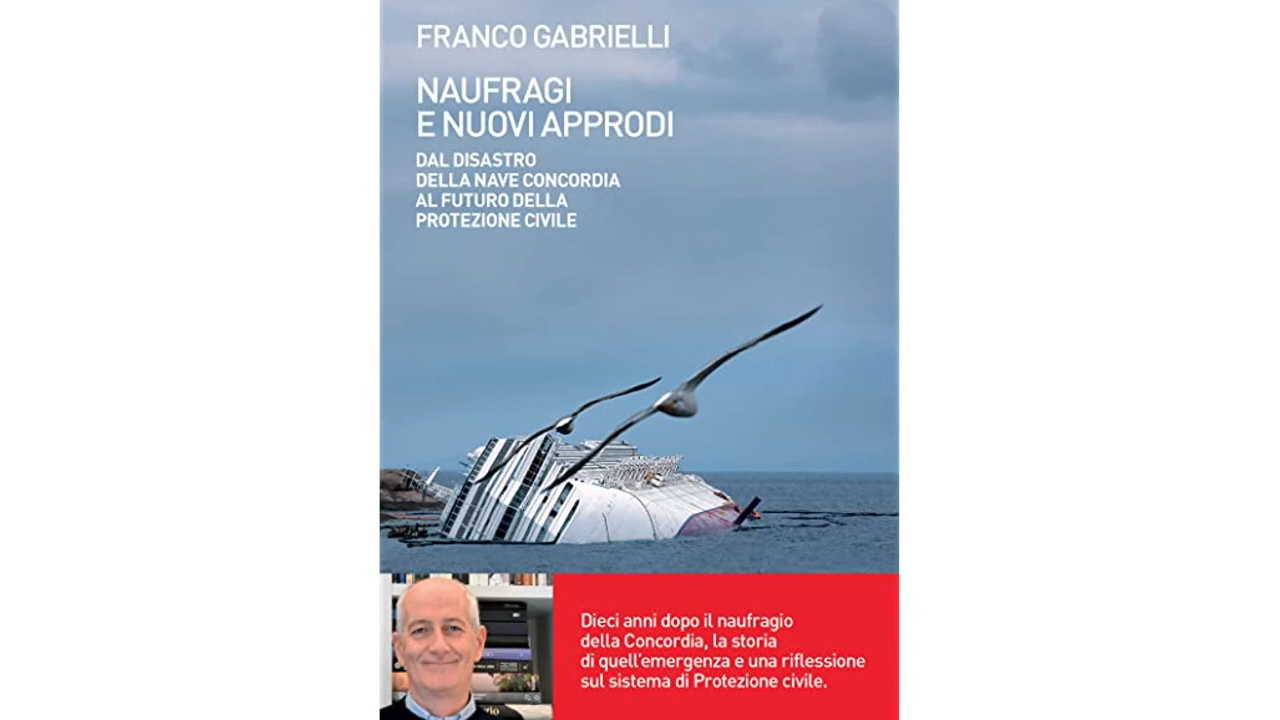 FRANCO GABRIELLI
NAUFRAGI
E NUOVI APPRODI
DAL DISASTRO
DELLA NAVE CONCORDIA
AL FUTURO DELLA
PROTEZIONE CIVILE
Dieci anni dopo il naufragio
della Concordia, la storia
di quell'emergenza e una riflessione
sul sistema di Protezione civile.